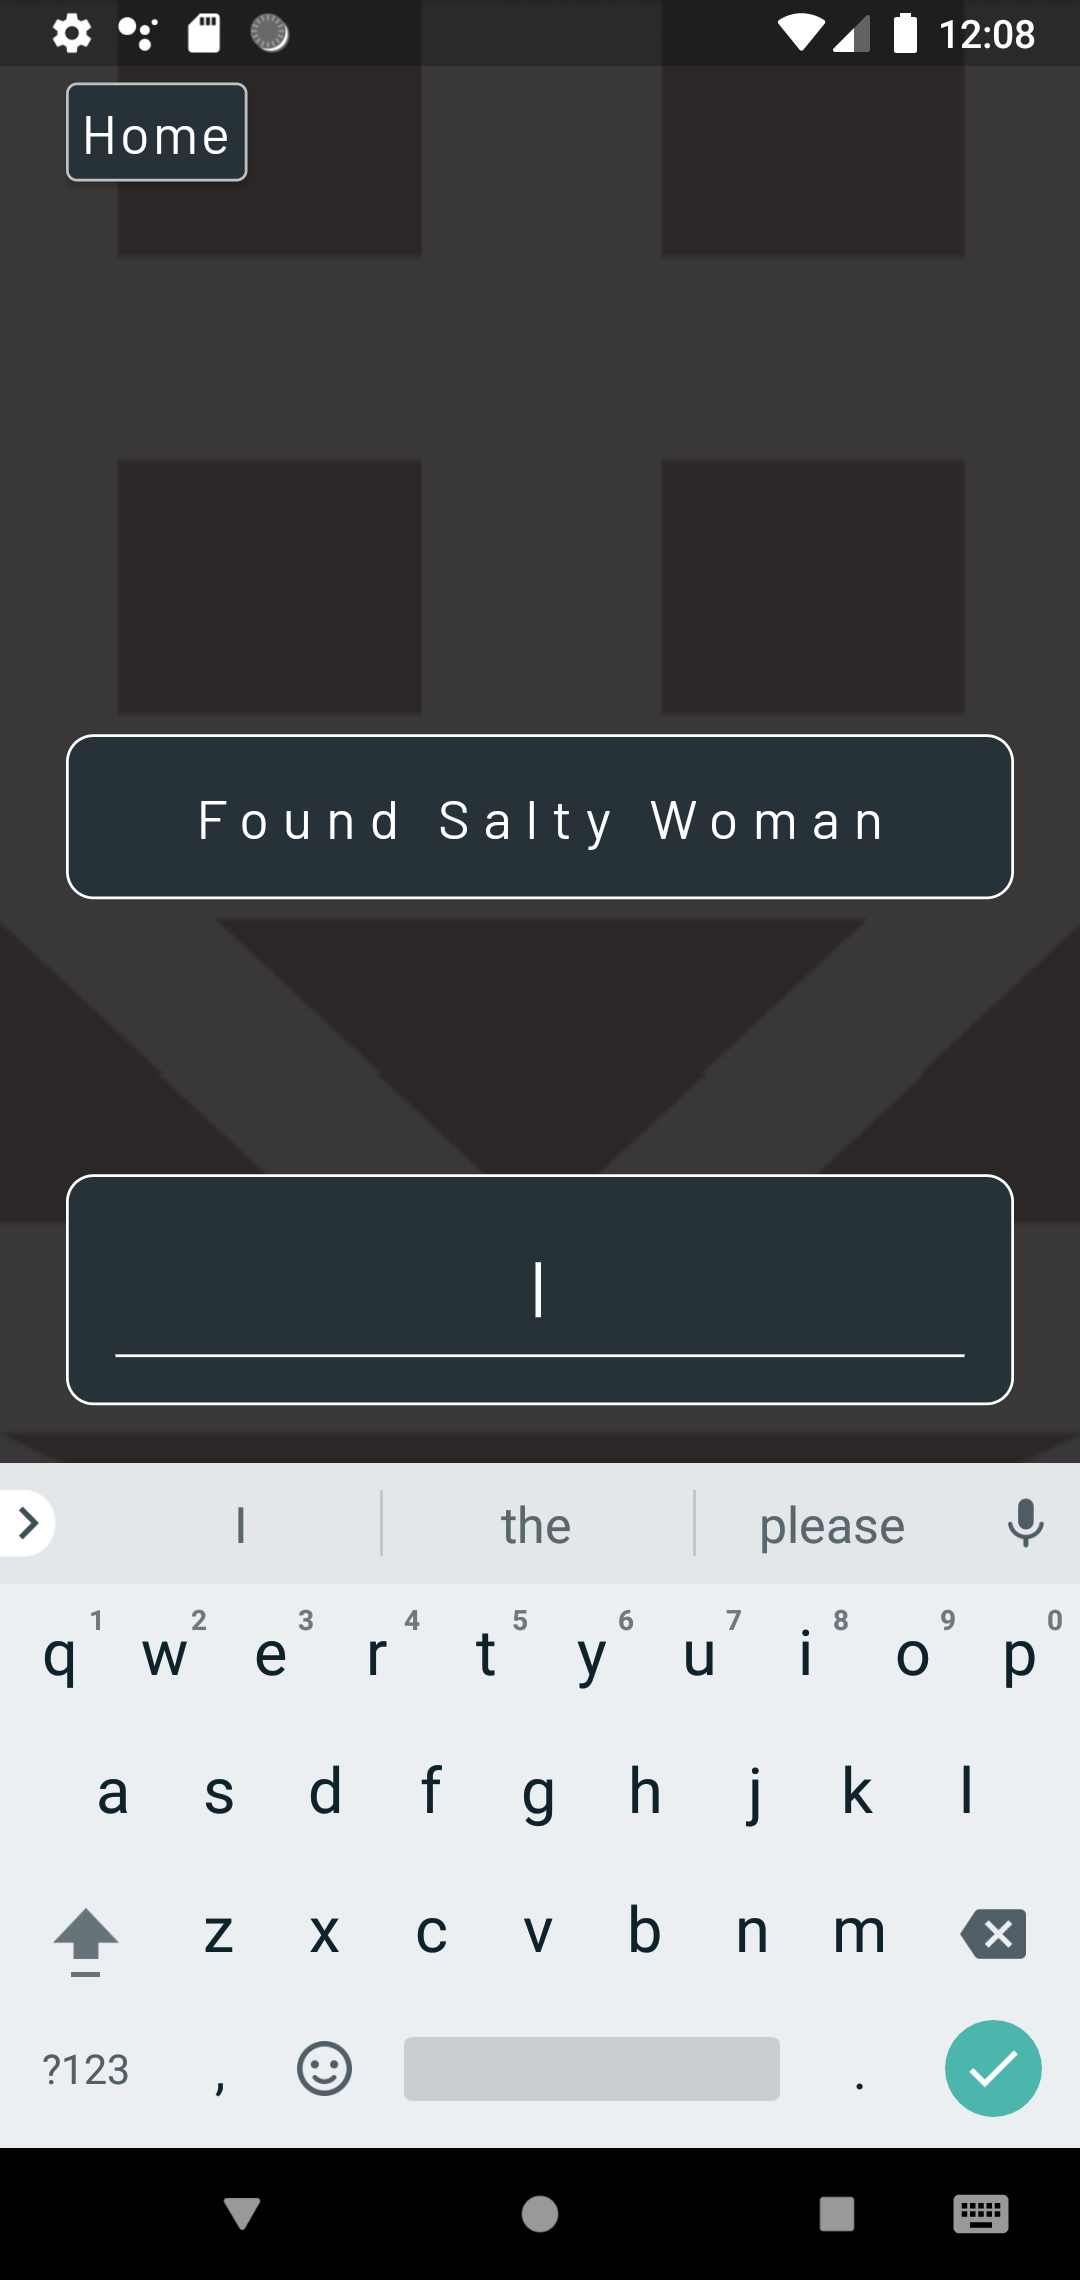 12:08
Home
Found Salty Woman
I the please
1 2 3 4 5 6 7 8 9 0
q w e r t y u i o p
a s d f g h j k l
z x c v b n m
?123 , .